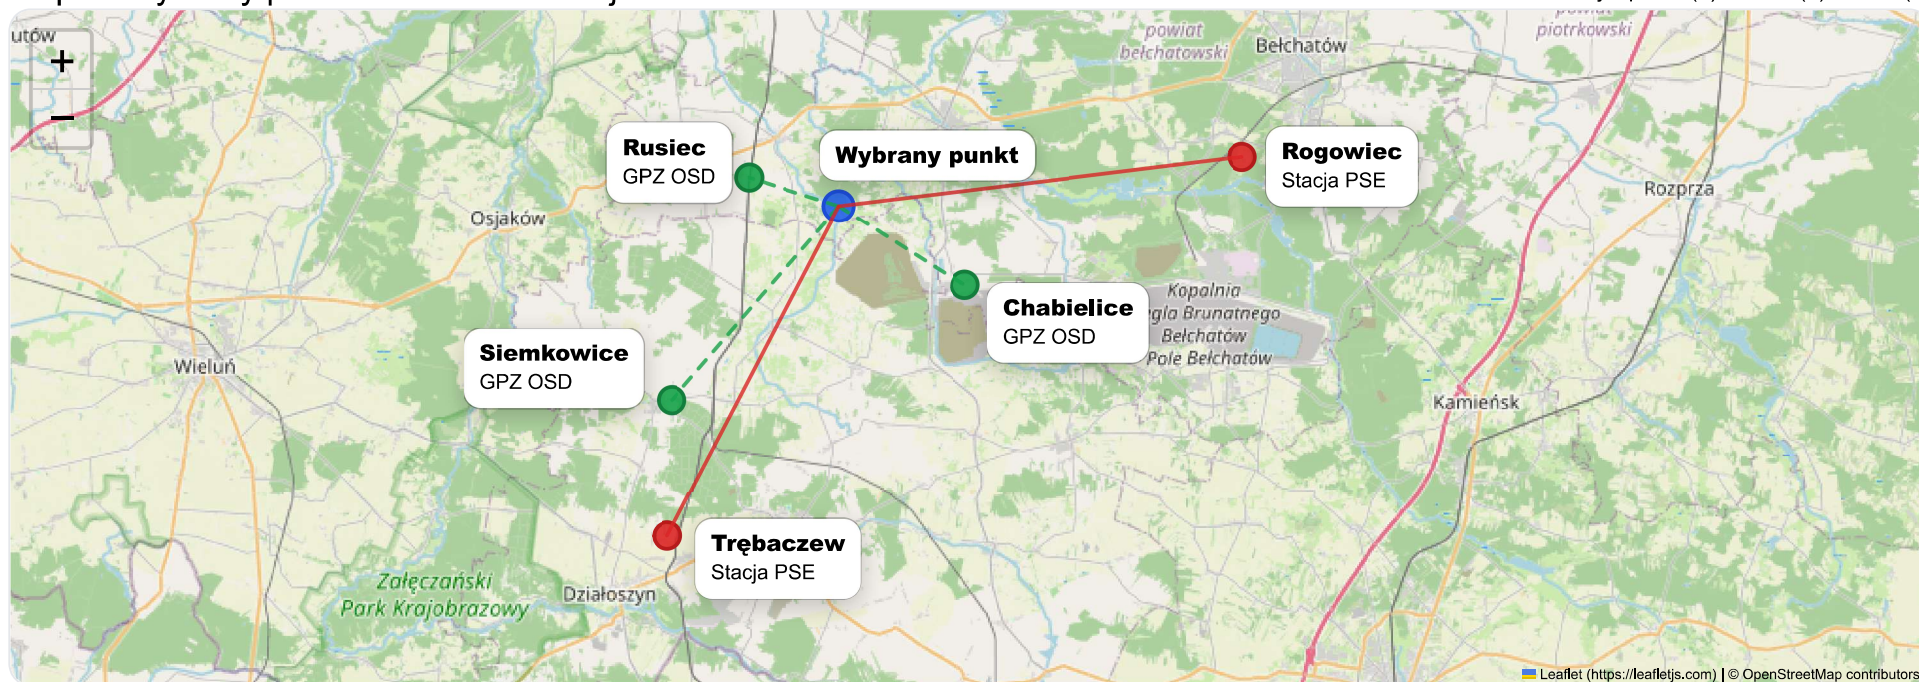 utów
+
−
powiat
bełchatowski
Bełchatów
powiat
piotrkowski
Rusiec
GPZ OSD
Wybrany punkt
Rogowiec
Stacja PSE
Osjaków
Rozprza
Chabielice
GPZ OSD
Kopalnia
ęgla Brunatnego
Bełchatów
Pole Bełchatów
Siemkowice
GPZ OSD
Wieluń
Kamieńsk
Trębaczew
Stacja PSE
Załęczański
Park Krajobrazowy
Działoszyn
Leaflet (https://leafletjs.com) | © OpenStreetMap contributors